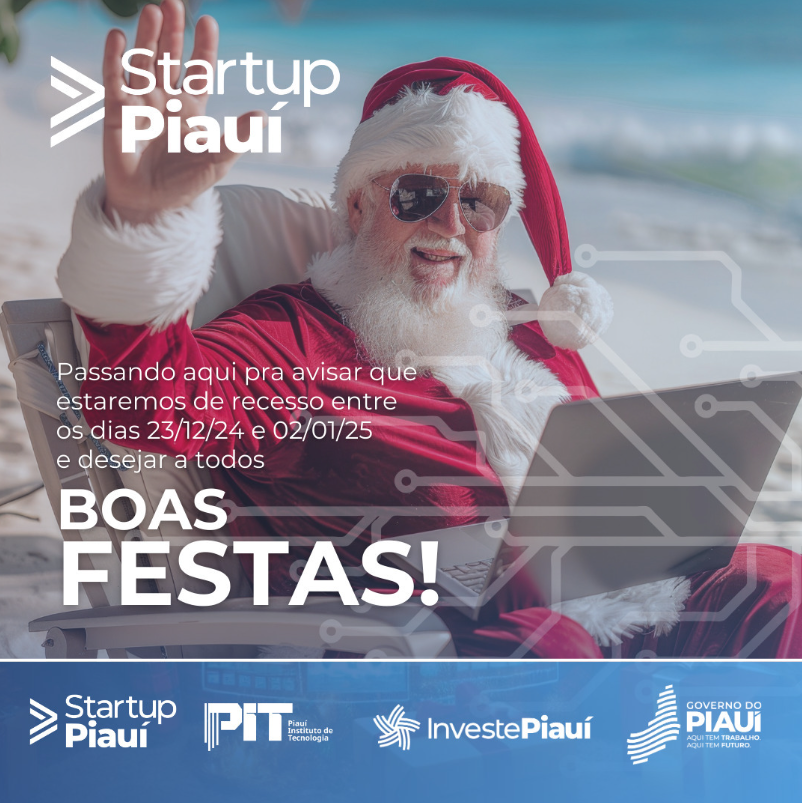 Startup
Piauí
Passando aqui pra avisar que
estaremos de recesso entre
os dias 23/12/24 e 02/01/25
e desejar a todos
BOAS
FESTAS!
Startup
Piauí
PIT
Piauí
Instituto de
Tecnologia
InvestePiauí
GOVERNO DO
PIAUÍ
AQUI TEM TRABALHO.
AQUI TEM FUTURO.